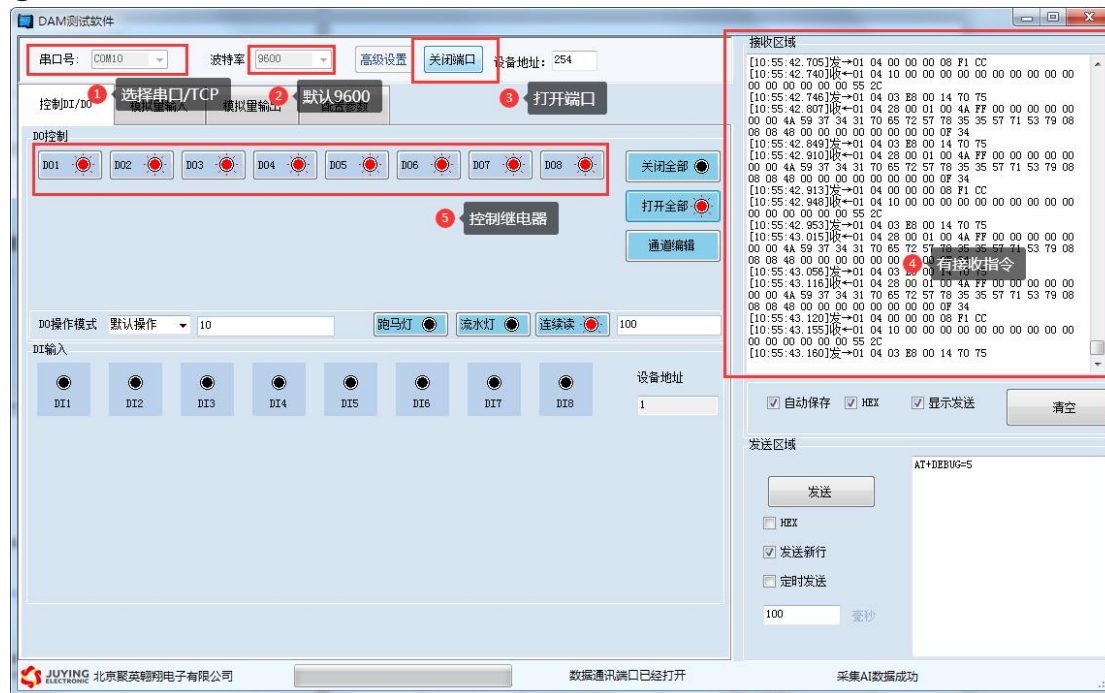 DAM测试软件
串口号: COM10 波特率 9600 高级设置 关闭端口 设备地址: 254
1 选择串口/TCP 2 默认9600 3 打开端口
控制DI/DO 模拟量输入 模拟量输出 配置参数
DO控制
DO1 DO2 DO3 DO4 DO5 DO6 DO7 DO8 关闭全部
打开全部
5 控制继电器
通道编辑
DO操作模式 默认操作 10 跑马灯 流水灯 连续读 100
DI输入
设备地址
DI1 DI2 DI3 DI4 DI5 DI6 DI7 DI8 1
接收区域
[10:55:42.705]发→01 04 00 00 00 08 F1 CC
[10:55:42.740]收←01 04 10 00 00 00 00 00 00 00 00 00 00
00 00 00 00 00 00 55 2C
[10:55:42.746]发→01 04 03 E8 00 14 70 75
[10:55:42.807]收←01 04 28 00 01 00 4A FF 00 00 00 00 00
00 00 4A 59 37 34 31 70 65 72 57 78 35 35 57 71 53 79 08
08 08 48 00 00 00 00 00 00 00 00 0F 34
[10:55:42.849]发→01 04 03 E8 00 14 70 75
[10:55:42.910]收←01 04 28 00 01 00 4A FF 00 00 00 00 00
00 00 4A 59 37 34 31 70 65 72 57 78 35 35 57 71 53 79 08
08 08 48 00 00 00 00 00 00 00 00 0F 34
[10:55:42.913]发→01 04 00 00 00 08 F1 CC
[10:55:42.948]收←01 04 10 00 00 00 00 00 00 00 00 00 00
00 00 00 00 00 00 55 2C
[10:55:42.953]发→01 04 03 E8 00 14 70 75
[10:55:43.015]收←01 04 28 00 01 00 4A FF 00 00 00 00 00
00 00 4A 59 37 34 31 70 65 72 57 78 35 35 57 71 53 79 08
08 08 48 00 00 00 00 00 00
4 有接收指令
[10:55:43.056]发→01 04 03 00 14 70 75
[10:55:43.116]收←01 04 28 00 01 00 4A FF 00 00 00 00 00
00 00 4A 59 37 34 31 70 65 72 57 78 35 35 57 71 53 79 08
08 08 48 00 00 00 00 00 00 00 00 0F 34
[10:55:43.120]发→01 04 00 00 00 08 F1 CC
[10:55:43.155]收←01 04 10 00 00 00 00 00 00 00 00 00 00
00 00 00 00 00 00 55 2C
[10:55:43.160]发→01 04 03 E8 00 14 70 75
自动保存 HEX 显示发送 清空
发送区域
AT+DEBUG=5
发送
HEX
发送新行
定时发送
100 毫秒
JUYING ELECTRONIC 北京聚英翱翔电子有限公司 数据通讯端口已经打开 采集AI数据成功